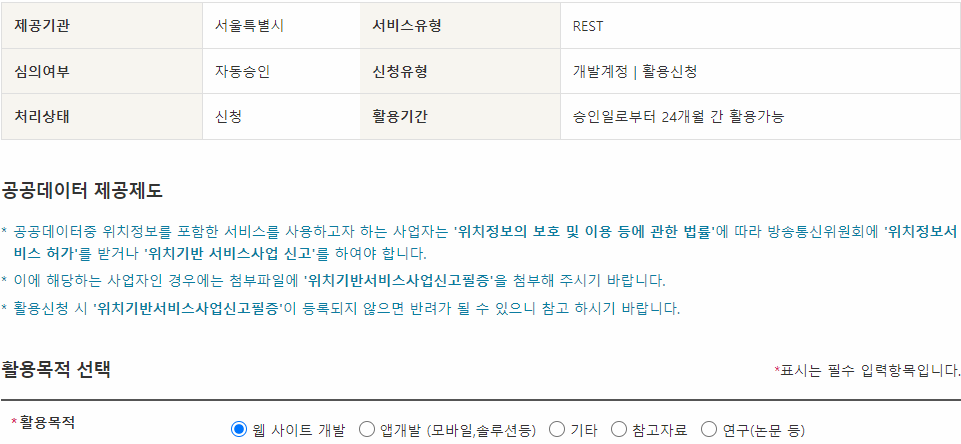 제공기관 서울특별시 서비스유형 REST
심의여부 자동승인 신청유형 개발계정 | 활용신청
처리상태 신청 활용기간 승인일로부터 24개월 간 활용가능
공공데이터 제공제도
* 공공데이터중 위치정보를 포함한 서비스를 사용하고자 하는 사업자는 '위치정보의 보호 및 이용 등에 관한 법률'에 따라 방송통신위원회에 '위치정보서
비스 허가'를 받거나 '위치기반 서비스사업 신고'를 하여야 합니다.
* 이에 해당하는 사업자인 경우에는 첨부파일에 '위치기반서비스사업신고필증'을 첨부해 주시기 바랍니다.
* 활용신청 시 '위치기반서비스사업신고필증'이 등록되지 않으면 반려가 될 수 있으니 참고 하시기 바랍니다.
활용목적 선택 *표시는 필수 입력항목입니다.
*활용목적 웹 사이트 개발 앱개발 (모바일,솔루션등) 기타 참고자료 연구(논문 등)